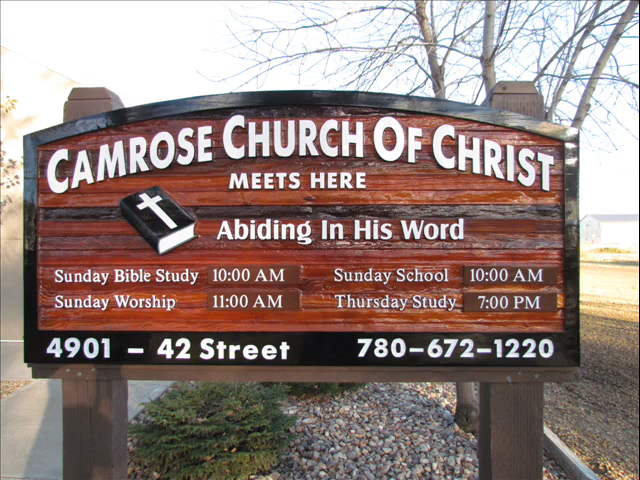 CAMROSE CHURCH OF CHRIST
MEETS HERE
Abiding In His Word
Sunday Bible Study 10:00 AM Sunday School 10:00 AM
Sunday Worship 11:00 AM Thursday Study 7:00 PM
4901 – 42 Street 780–672–1220